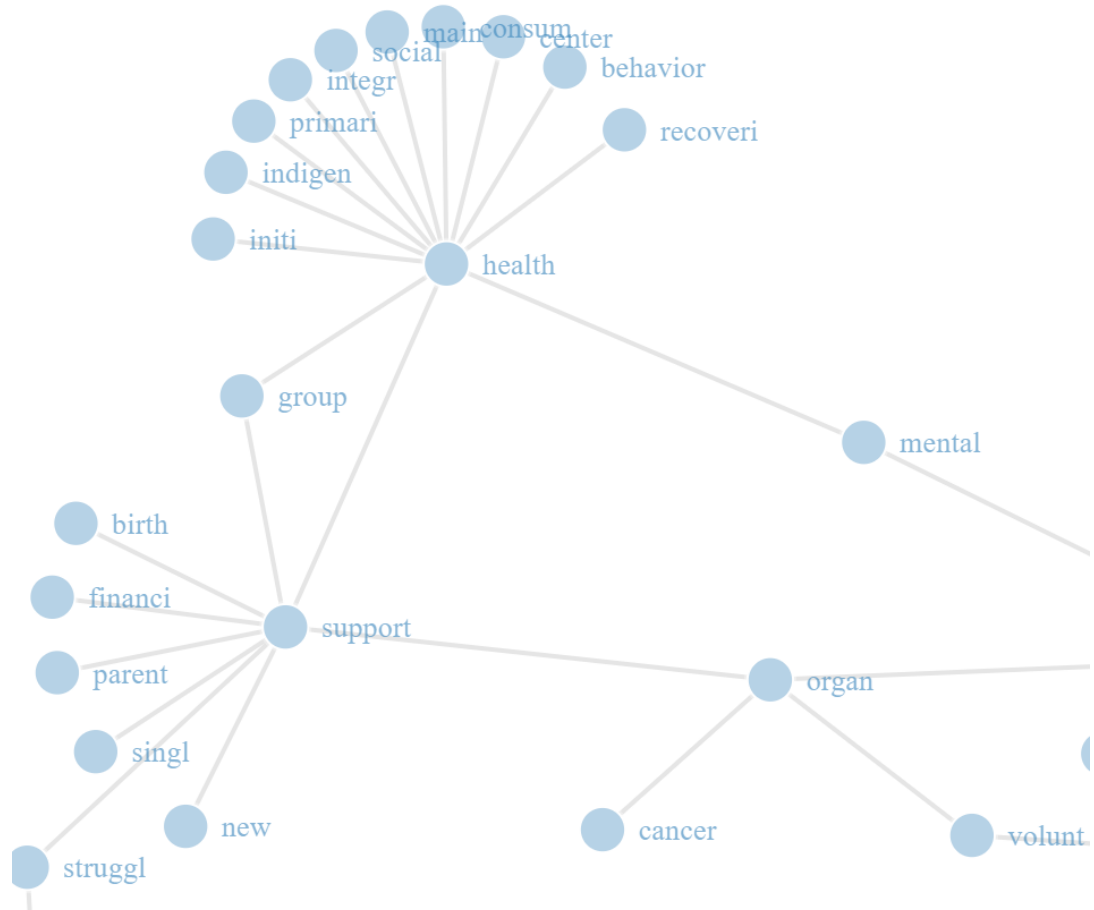 main
consum
center
social
behavior
integr
primari
recoveri
indigen
initi
health
group
mental
birth
financi
support
parent
organ
singl
new
cancer
volunt
struggl